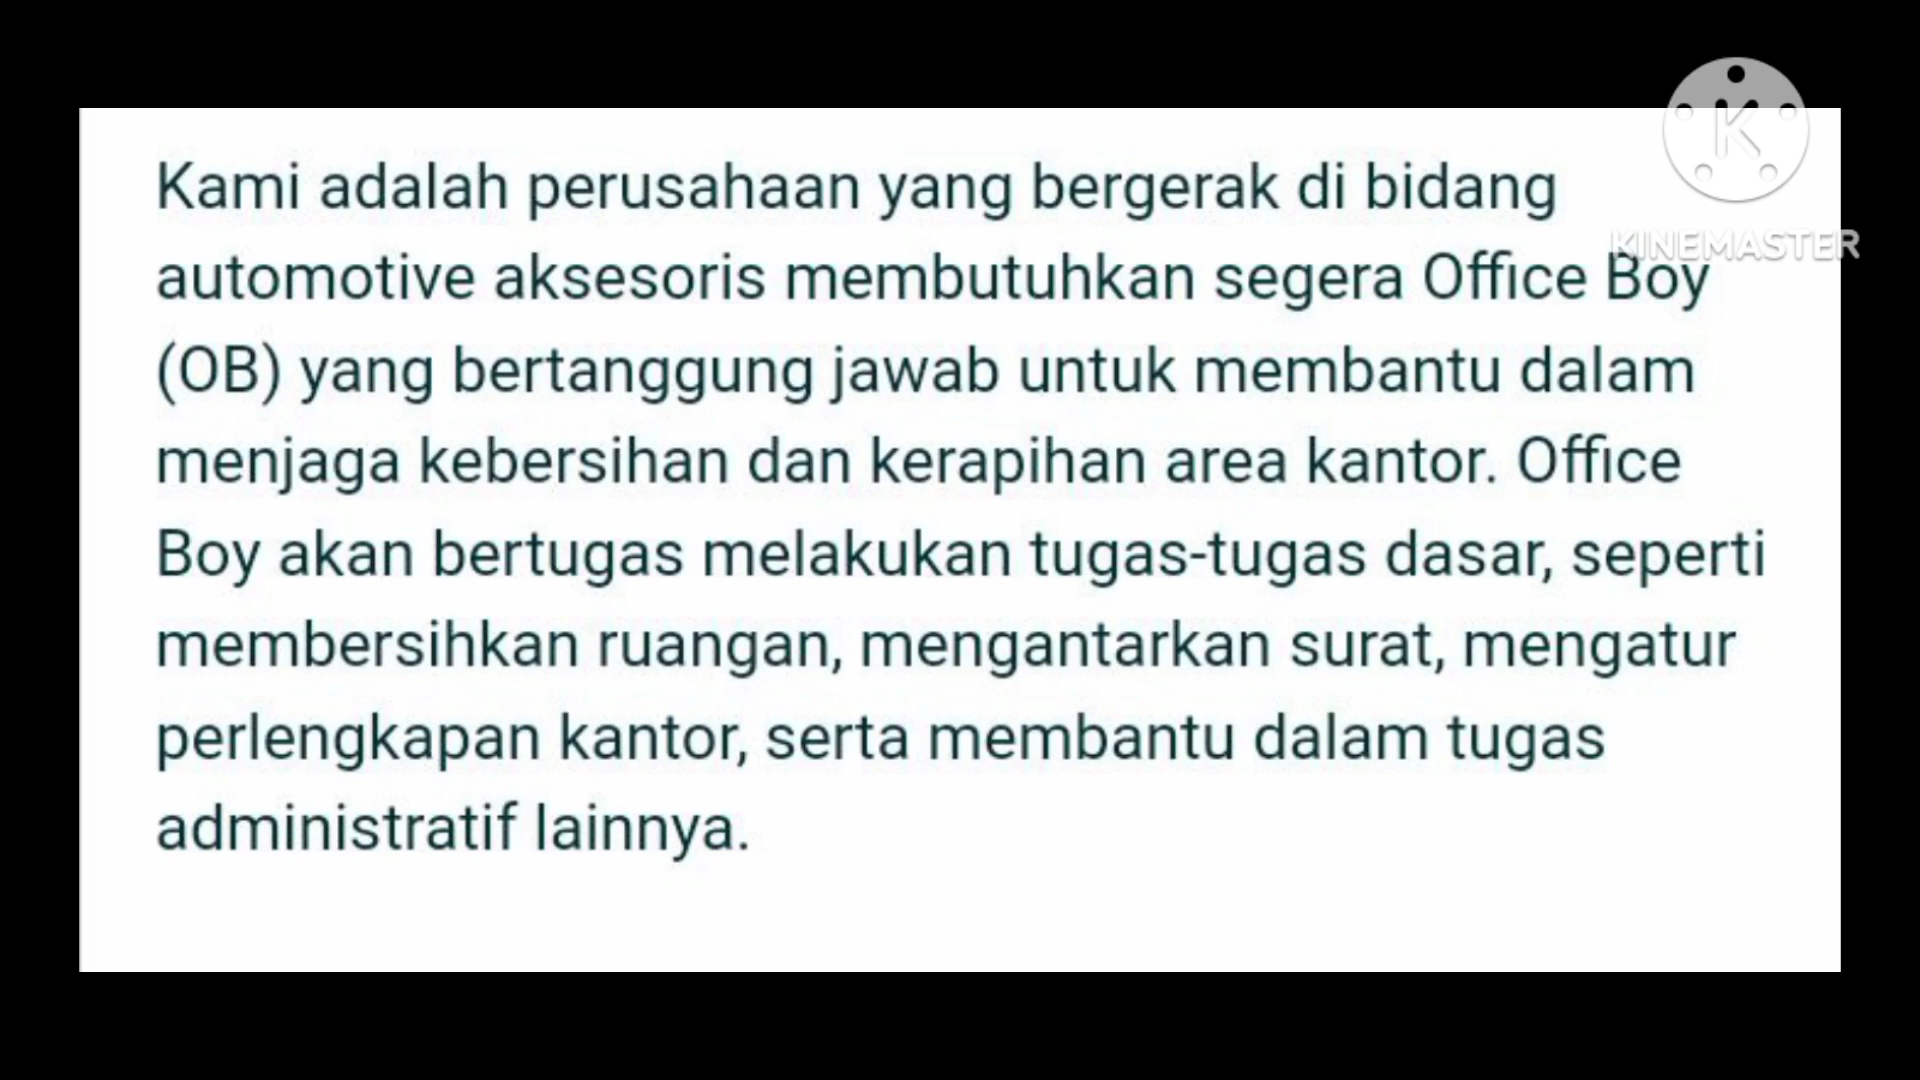 Kami adalah perusahaan yang bergerak di bidang
automotive aksesoris membutuhkan segera Office Boy
(OB) yang bertanggung jawab untuk membantu dalam
menjaga kebersihan dan kerapihan area kantor. Office
Boy akan bertugas melakukan tugas-tugas dasar, seperti
membersihkan ruangan, mengantarkan surat, mengatur
perlengkapan kantor, serta membantu dalam tugas
administratif lainnya.
K
KINEMASTER